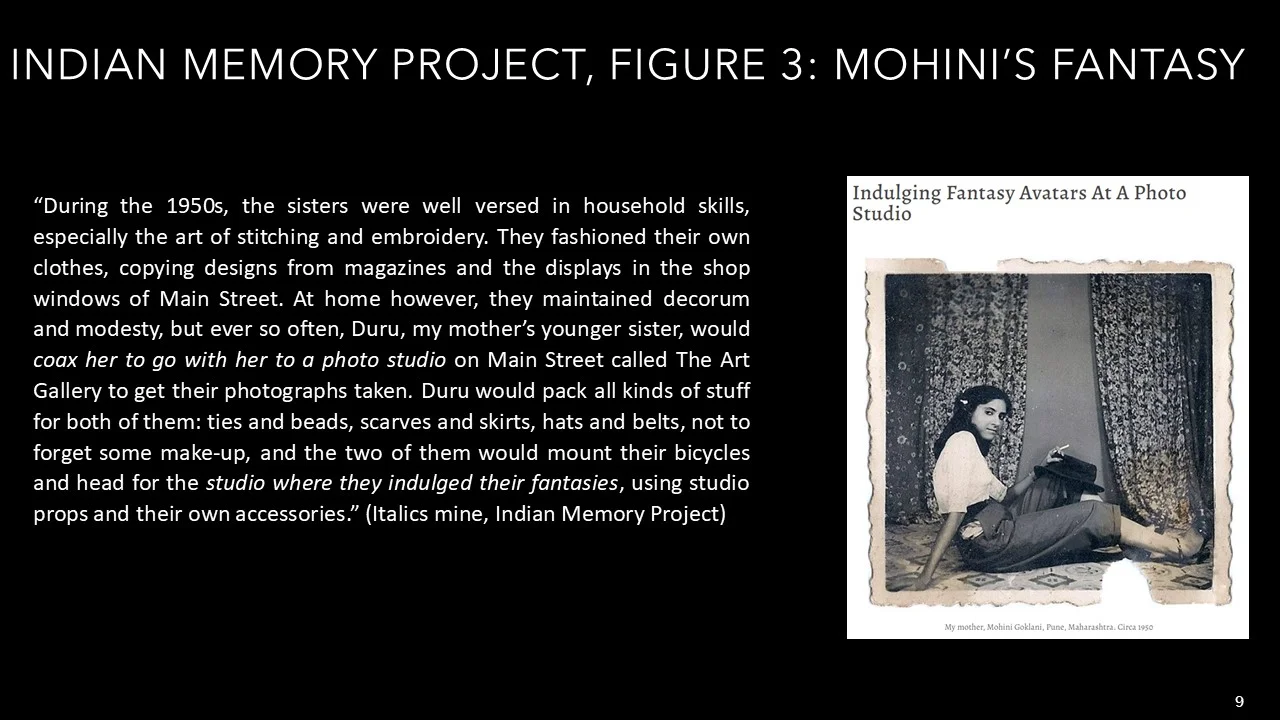 INDIAN MEMORY PROJECT, FIGURE 3: MOHINI’S FANTASY
“During the 1950s, the sisters were well versed in household skills,
especially the art of stitching and embroidery. They fashioned their own
clothes, copying designs from magazines and the displays in the shop
windows of Main Street. At home however, they maintained decorum
and modesty, but ever so often, Duru, my mother’s younger sister, would
coax her to go with her to a photo studio on Main Street called The Art
Gallery to get their photographs taken. Duru would pack all kinds of stuff
for both of them: ties and beads, scarves and skirts, hats and belts, not to
forget some make-up, and the two of them would mount their bicycles
and head for the studio where they indulged their fantasies, using studio
props and their own accessories.” (Italics mine, Indian Memory Project)
Indulging Fantasy Avatars At A Photo
Studio
My mother, Mohini Goklani, Pune, Maharashtra. Circa 1950
9